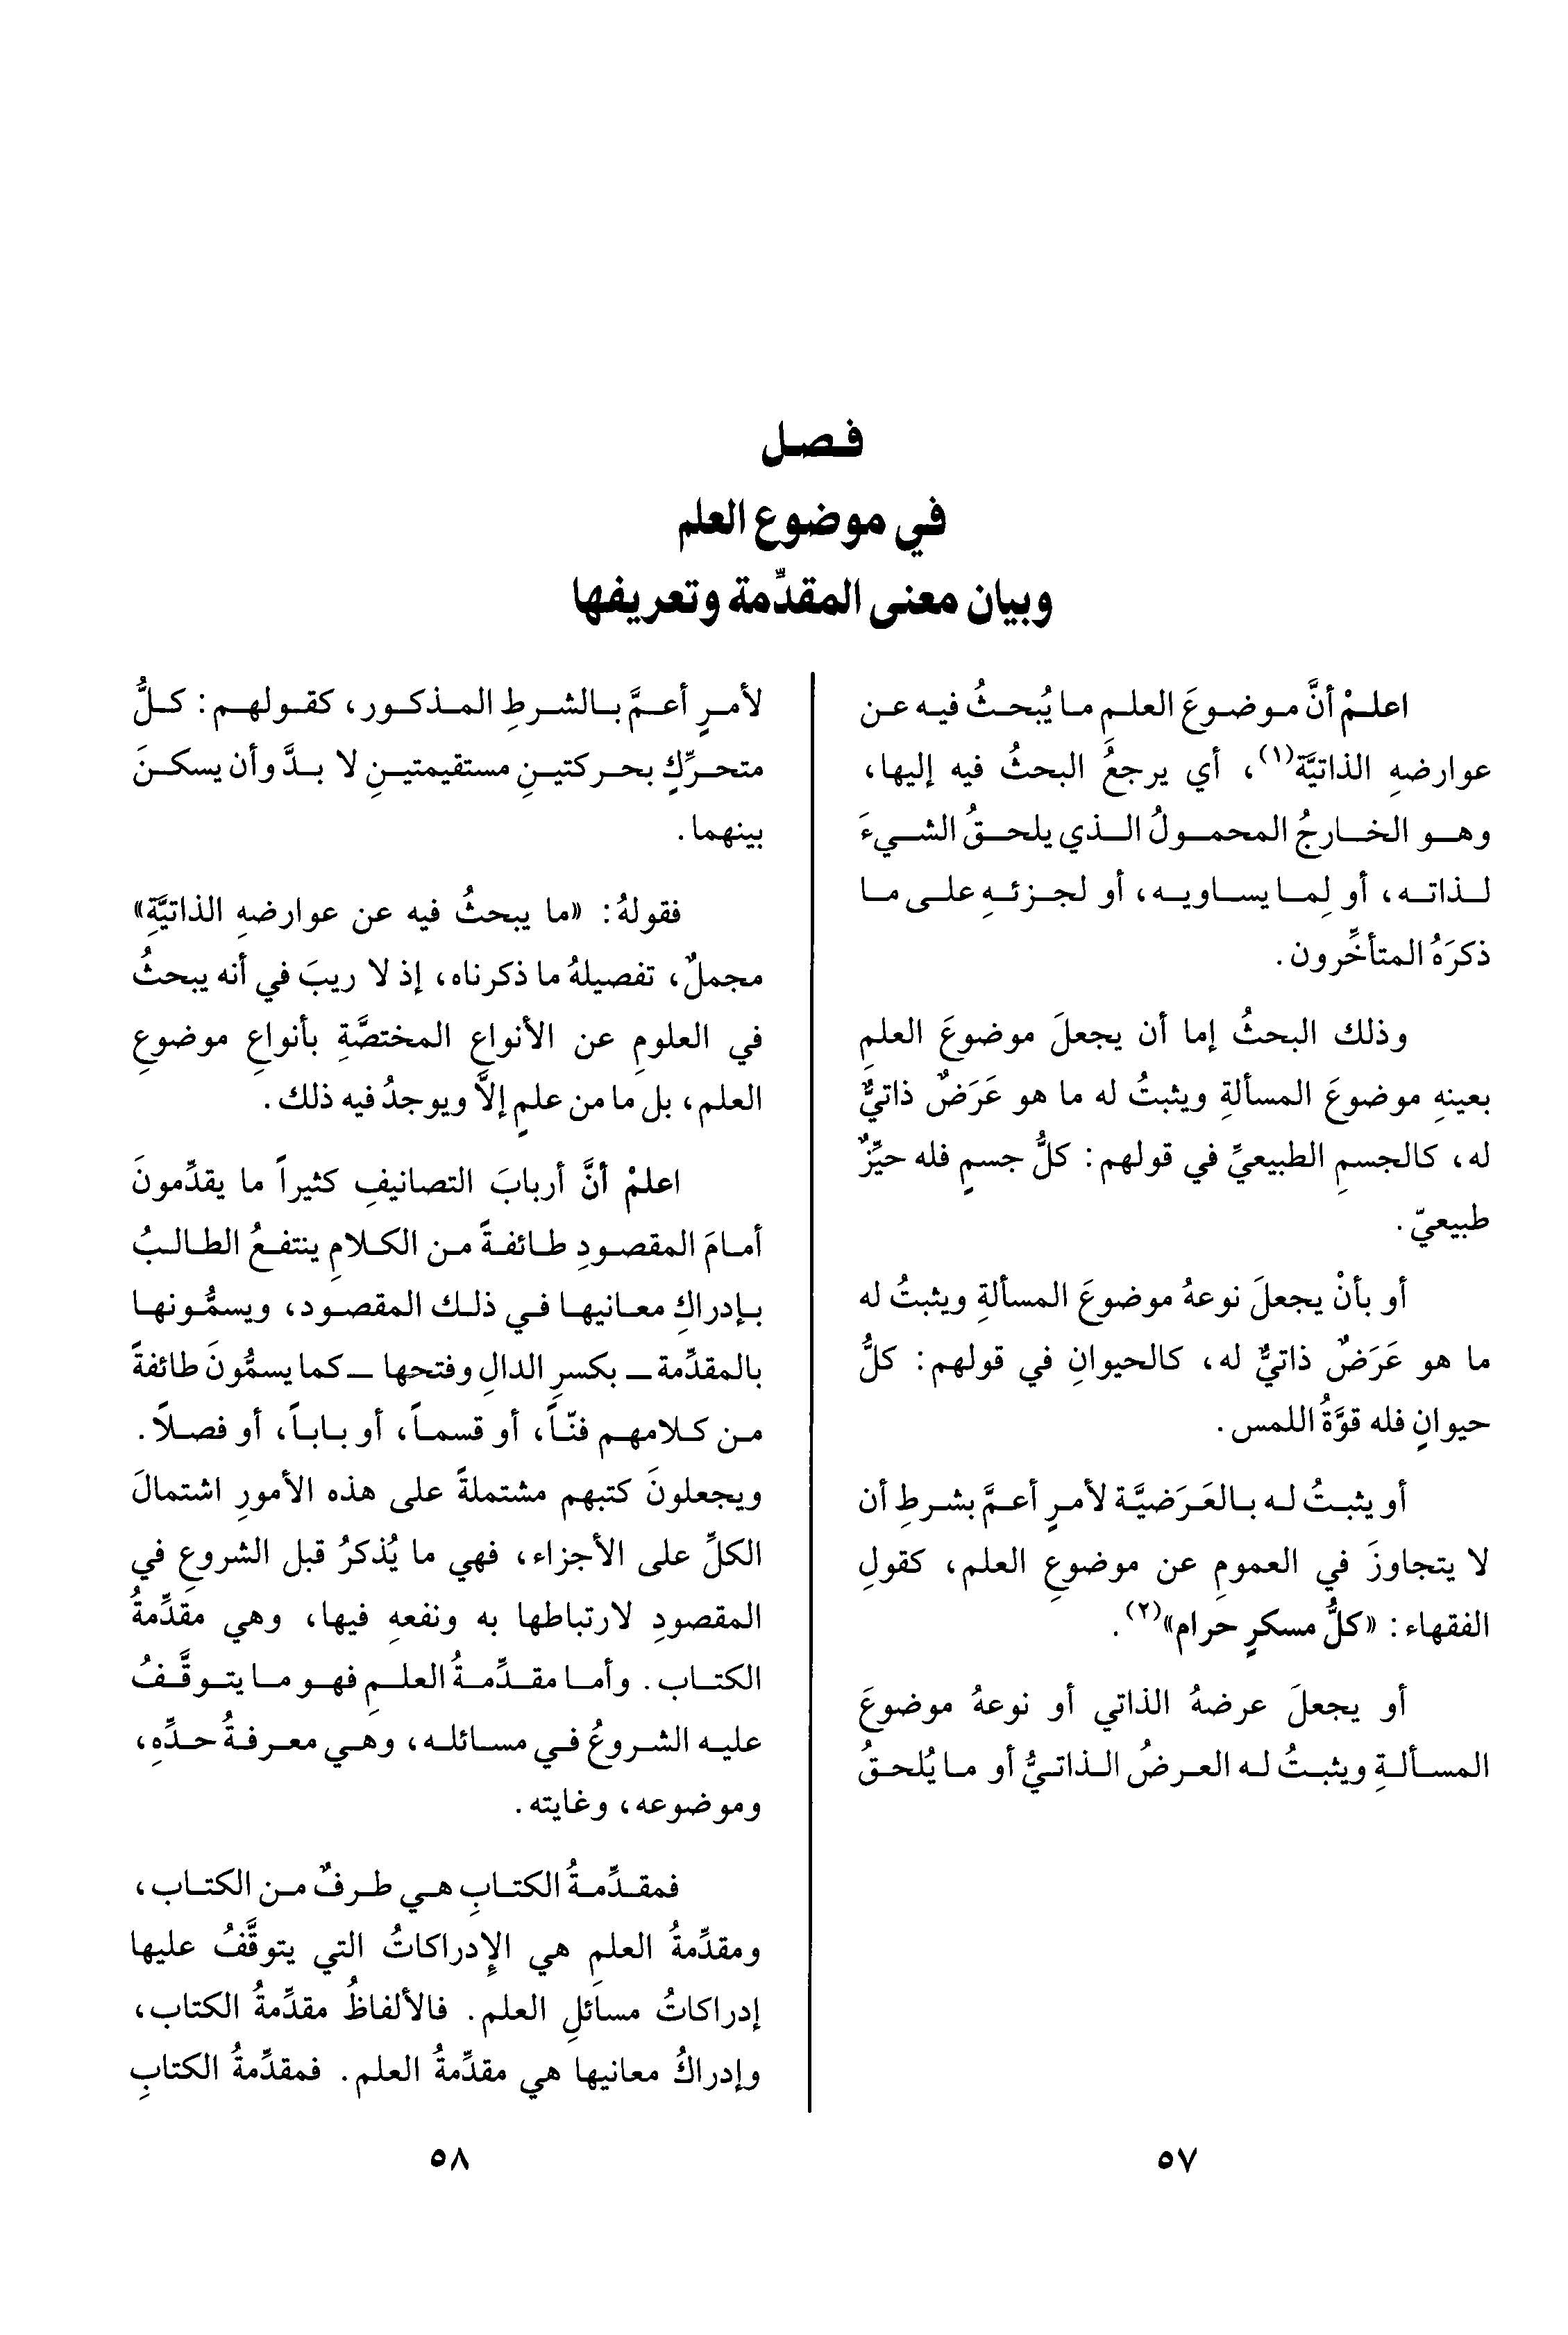 فصل
في موضوع العلم
وبيان معنى المقدِّمة وتعريفها
اعلمْ أنَّ موضوعَ العلمِ ما يُبحثُ فيه عن
عوارضهِ الذاتيَّة(١)، أي يرجعُ البحثُ فيه إليها،
وهو الخارجُ المحمولُ الذي يلحقُ الشيءَ
لذاته، أو لِما يساويه، أو لجزئهِ على ما
ذكرَهُ المتأخِّرون.
وذلك البحثُ إما أن يجعلَ موضوعَ العلمِ
بعينهِ موضوعَ المسألةِ ويثبتُ له ما هو عَرَضٌ ذاتيٌّ
له، كالجسمِ الطبيعيِّ في قولهم: كلُّ جسمٍ فله حيِّزٌ
طبيعيّ.
أو بأنْ يجعلَ نوعهُ موضوعَ المسألةِ ويثبتُ له
ما هو عَرَضٌ ذاتيٌّ له، كالحيوانِ في قولهم: كلُّ
حيوانٍ فله قوَّةُ اللمس.
أو يثبتُ له بالعَرَضيَّة لأمرٍ أعمَّ بشرطِ أن
لا يتجاوزَ في العمومِ عن موضوعِ العلم، كقولِ
الفقهاء: «كلُّ مسكرٍ حرام»(٢).
أو يجعلَ عرضهُ الذاتي أو نوعهُ موضوعَ
المسألةِ ويثبتُ له العرضُ الذاتيُّ أو ما يُلحقُ
لأمرٍ أعمَّ بالشرطِ المذكور، كقولهم: كلُّ
متحرِّكٍ بحركتينِ مستقيمتينِ لا بدَّ وأن يسكنَ
بينهما.
فقولهُ: «ما يبحثُ فيه عن عوارضهِ الذاتيَّةِ»
مجملٌ، تفصيلهُ ما ذكرناه، إذ لا ريبَ في أنه يبحثُ
في العلومِ عن الأنواعِ المختصَّةِ بأنواعِ موضوعِ
العلم، بل ما من علمٍ إلاَّ ويوجدُ فيه ذلك.
اعلمْ أنَّ أربابَ التصانيفِ كثيراً ما يقدِّمونَ
أمامَ المقصودِ طائفةً من الكلامِ ينتفعُ الطالبُ
بإدراكِ معانيها في ذلك المقصود، ويسمُّونها
بالمقدِّمة ــ بكسرِ الدالِ وفتحها ــ كما يسمُّونَ طائفةً
من كلامهم فنّاً، أو قسماً، أو باباً، أو فصلاً.
ويجعلونَ كتبهم مشتملةً على هذه الأمورِ اشتمالَ
الكلِّ على الأجزاء، فهي ما يُذكرُ قبل الشروعِ في
المقصودِ لارتباطها به ونفعهِ فيها، وهي مقدِّمةُ
الكتاب. وأما مقدِّمةُ العلمِ فهو ما يتوقَّفُ
عليه الشروعُ في مسائله، وهي معرفةُ حدِّهِ،
وموضوعه، وغايته.
فمقدِّمةُ الكتابِ هي طرفٌ من الكتاب،
ومقدِّمةُ العلمِ هي الإدراكاتُ التي يتوقَّفُ عليها
إدراكاتُ مسائلِ العلم. فالألفاظُ مقدِّمةُ الكتاب،
وإدراكُ معانيها هي مقدِّمةُ العلم. فمقدِّمةُ الكتابِ
٥٧
٥٨